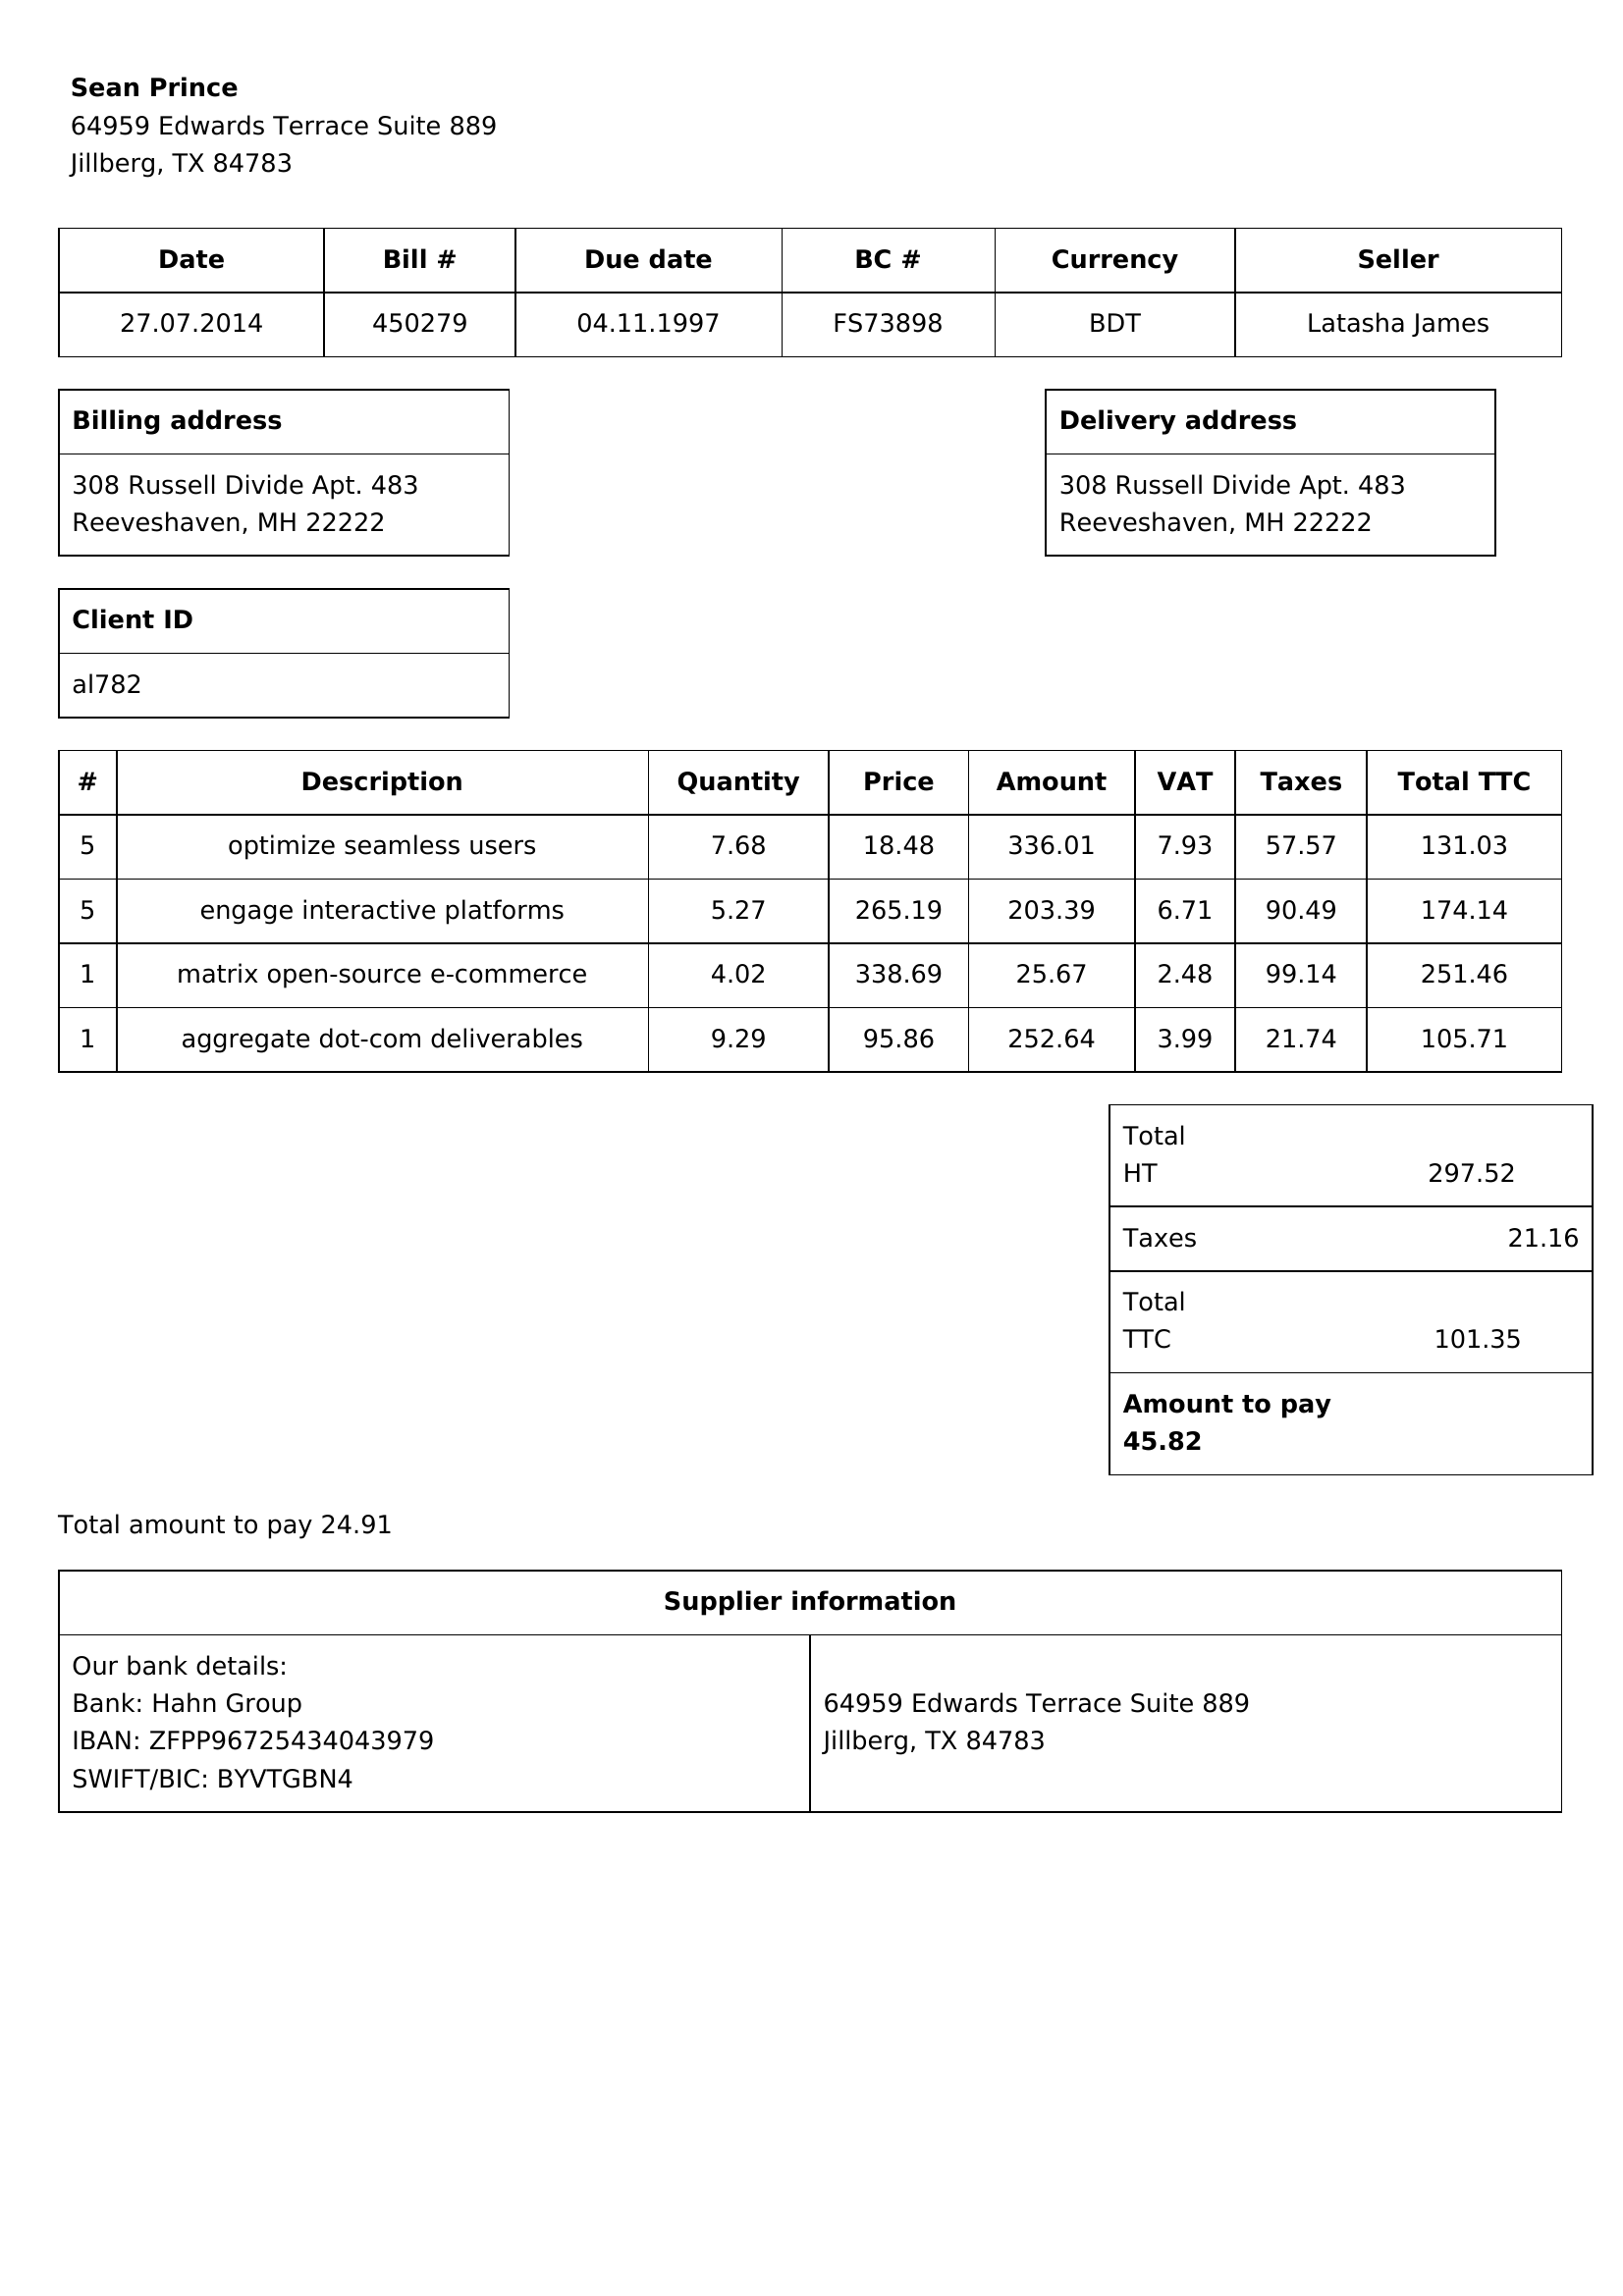 Sean Prince
64959 Edwards Terrace Suite 889
Jillberg, TX 84783
Date Bill # Due date BC # Currency Seller
27.07.2014 450279 04.11.1997 FS73898 BDT Latasha James
Billing address
308 Russell Divide Apt. 483
Reeveshaven, MH 22222
Delivery address
308 Russell Divide Apt. 483
Reeveshaven, MH 22222
Client ID
al782
# Description Quantity Price Amount VAT Taxes Total TTC
5 optimize seamless users 7.68 18.48 336.01 7.93 57.57 131.03
5 engage interactive platforms 5.27 265.19 203.39 6.71 90.49 174.14
1 matrix open-source e-commerce 4.02 338.69 25.67 2.48 99.14 251.46
1 aggregate dot-com deliverables 9.29 95.86 252.64 3.99 21.74 105.71
Total
HT 297.52
Taxes 21.16
Total
TTC 101.35
Amount to pay
45.82
Total amount to pay 24.91
Supplier information
Our bank details:
Bank: Hahn Group
IBAN: ZFPP96725434043979
SWIFT/BIC: BYVTGBN4
64959 Edwards Terrace Suite 889
Jillberg, TX 84783